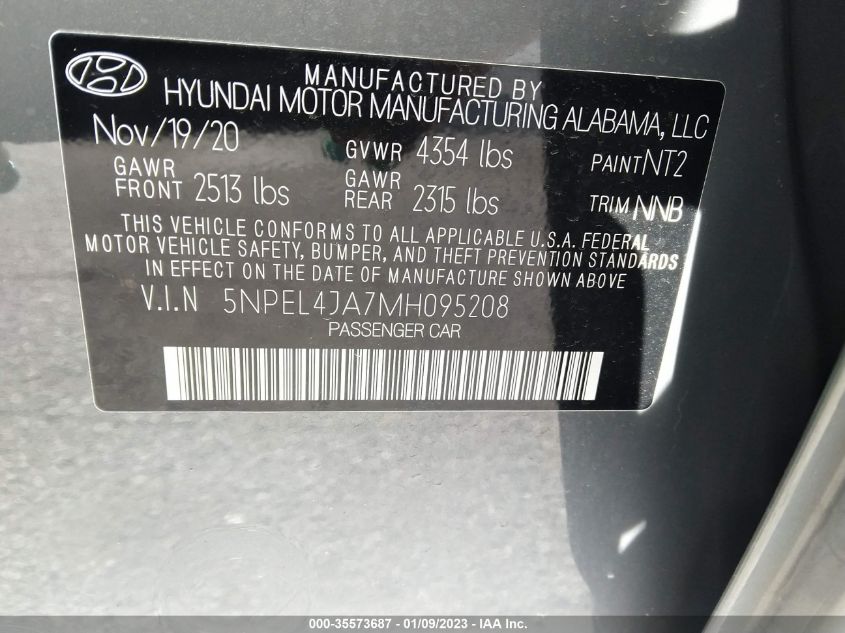 MANUFACTURED BY
HYUNDAI MOTOR MANUFACTURING ALABAMA, LLC
Nov/19/20 GVWR 4354 lbs PAINT NT2
GAWR FRONT 2513 lbs GAWR REAR 2315 lbs TRIM NNB
THIS VEHICLE CONFORMS TO ALL APPLICABLE U.S.A. FEDERAL
MOTOR VEHICLE SAFETY, BUMPER, AND THEFT PREVENTION STANDARDS
IN EFFECT ON THE DATE OF MANUFACTURE SHOWN ABOVE
V.I.N 5NPEL4JA7MH095208
PASSENGER CAR
000-35573687 - 01/09/2023 - IAA Inc.